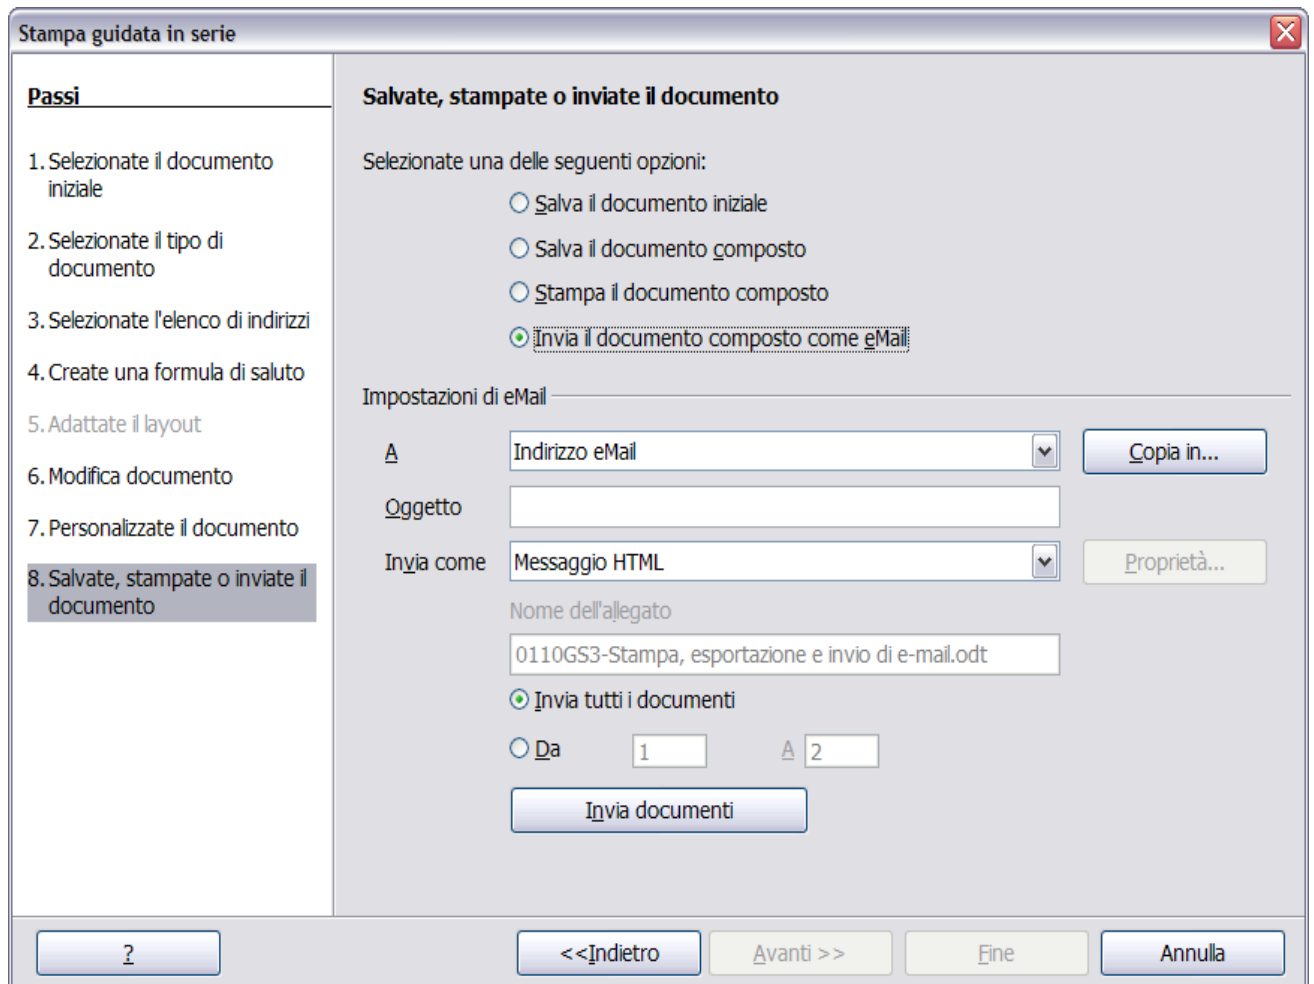 Stampa guidata in serie
Passi
1. Selezionate il documento
iniziale
2. Selezionate il tipo di
documento
3. Selezionate l'elenco di indirizzi
4. Create una formula di saluto
5. Adattate il layout
6. Modifica documento
7. Personalizzate il documento
8. Salvate, stampate o inviate il
documento
Salvate, stampate o inviate il documento
Selezionate una delle seguenti opzioni:
Salva il documento iniziale
Salva il documento composto
Stampa il documento composto
Invia il documento composto come eMail
Impostazioni di eMail
A Indirizzo eMail Copia in...
Oggetto
Invia come Messaggio HTML Proprietà...
Nome dell'allegato
0110GS3-Stampa, esportazione e invio di e-mail.odt
Invia tutti i documenti
Da 1 A 2
Invia documenti
? <<Indietro Avanti >> Fine Annulla